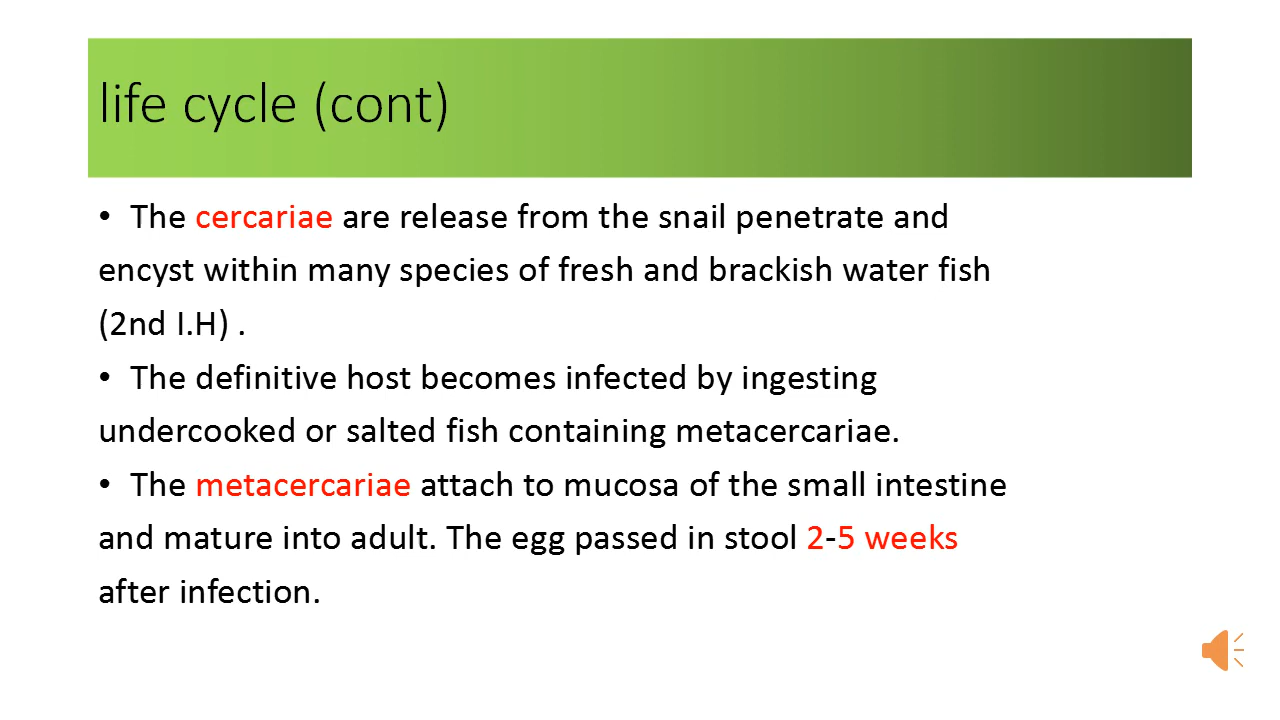 life cycle (cont)
• The cercariae are release from the snail penetrate and
encyst within many species of fresh and brackish water fish
(2nd I.H) .
• The definitive host becomes infected by ingesting
undercooked or salted fish containing metacercariae.
• The metacercariae attach to mucosa of the small intestine
and mature into adult. The egg passed in stool 2-5 weeks
after infection.